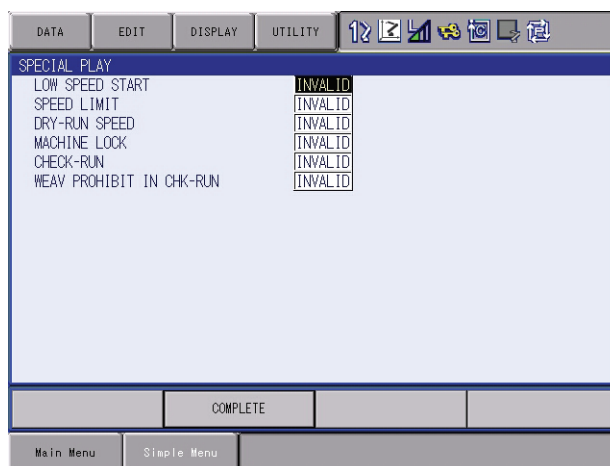 DATA EDIT DISPLAY UTILITY
SPECIAL PLAY
LOW SPEED START INVALID
SPEED LIMIT INVALID
DRY-RUN SPEED INVALID
MACHINE LOCK INVALID
CHECK-RUN INVALID
WEAV PROHIBIT IN CHK-RUN INVALID
COMPLETE
Main Menu Simple Menu